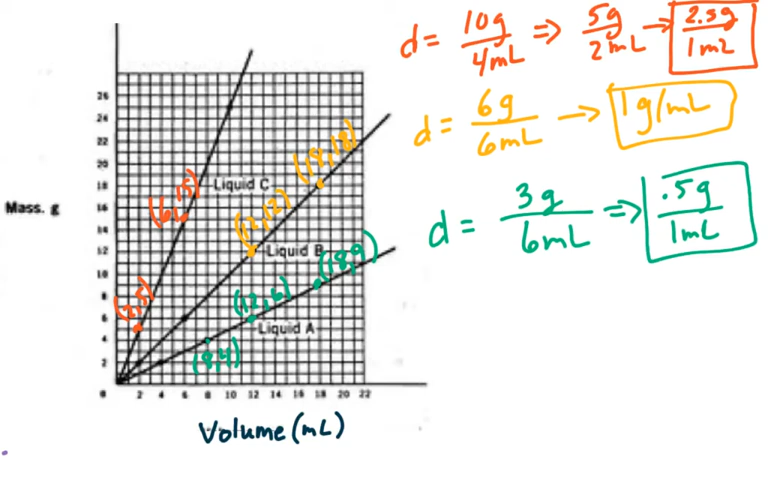 d = 10g/4mL ⇒ 5g/2mL → 2.5g/1mL
d = 6g/6mL → 1g/mL
d = 3g/6mL ⇒ .5g/1mL
Mass. g
26
24
22
20
18
16
14
12
10
8
6
4
2
0 2 4 6 8 10 12 14 16 18 20 22
Liquid C
Liquid B
Liquid A
(6,15)
(2,5)
(12,12)
(18,18)
(8,4)
(12,6)
(18,9)
Volume (mL)